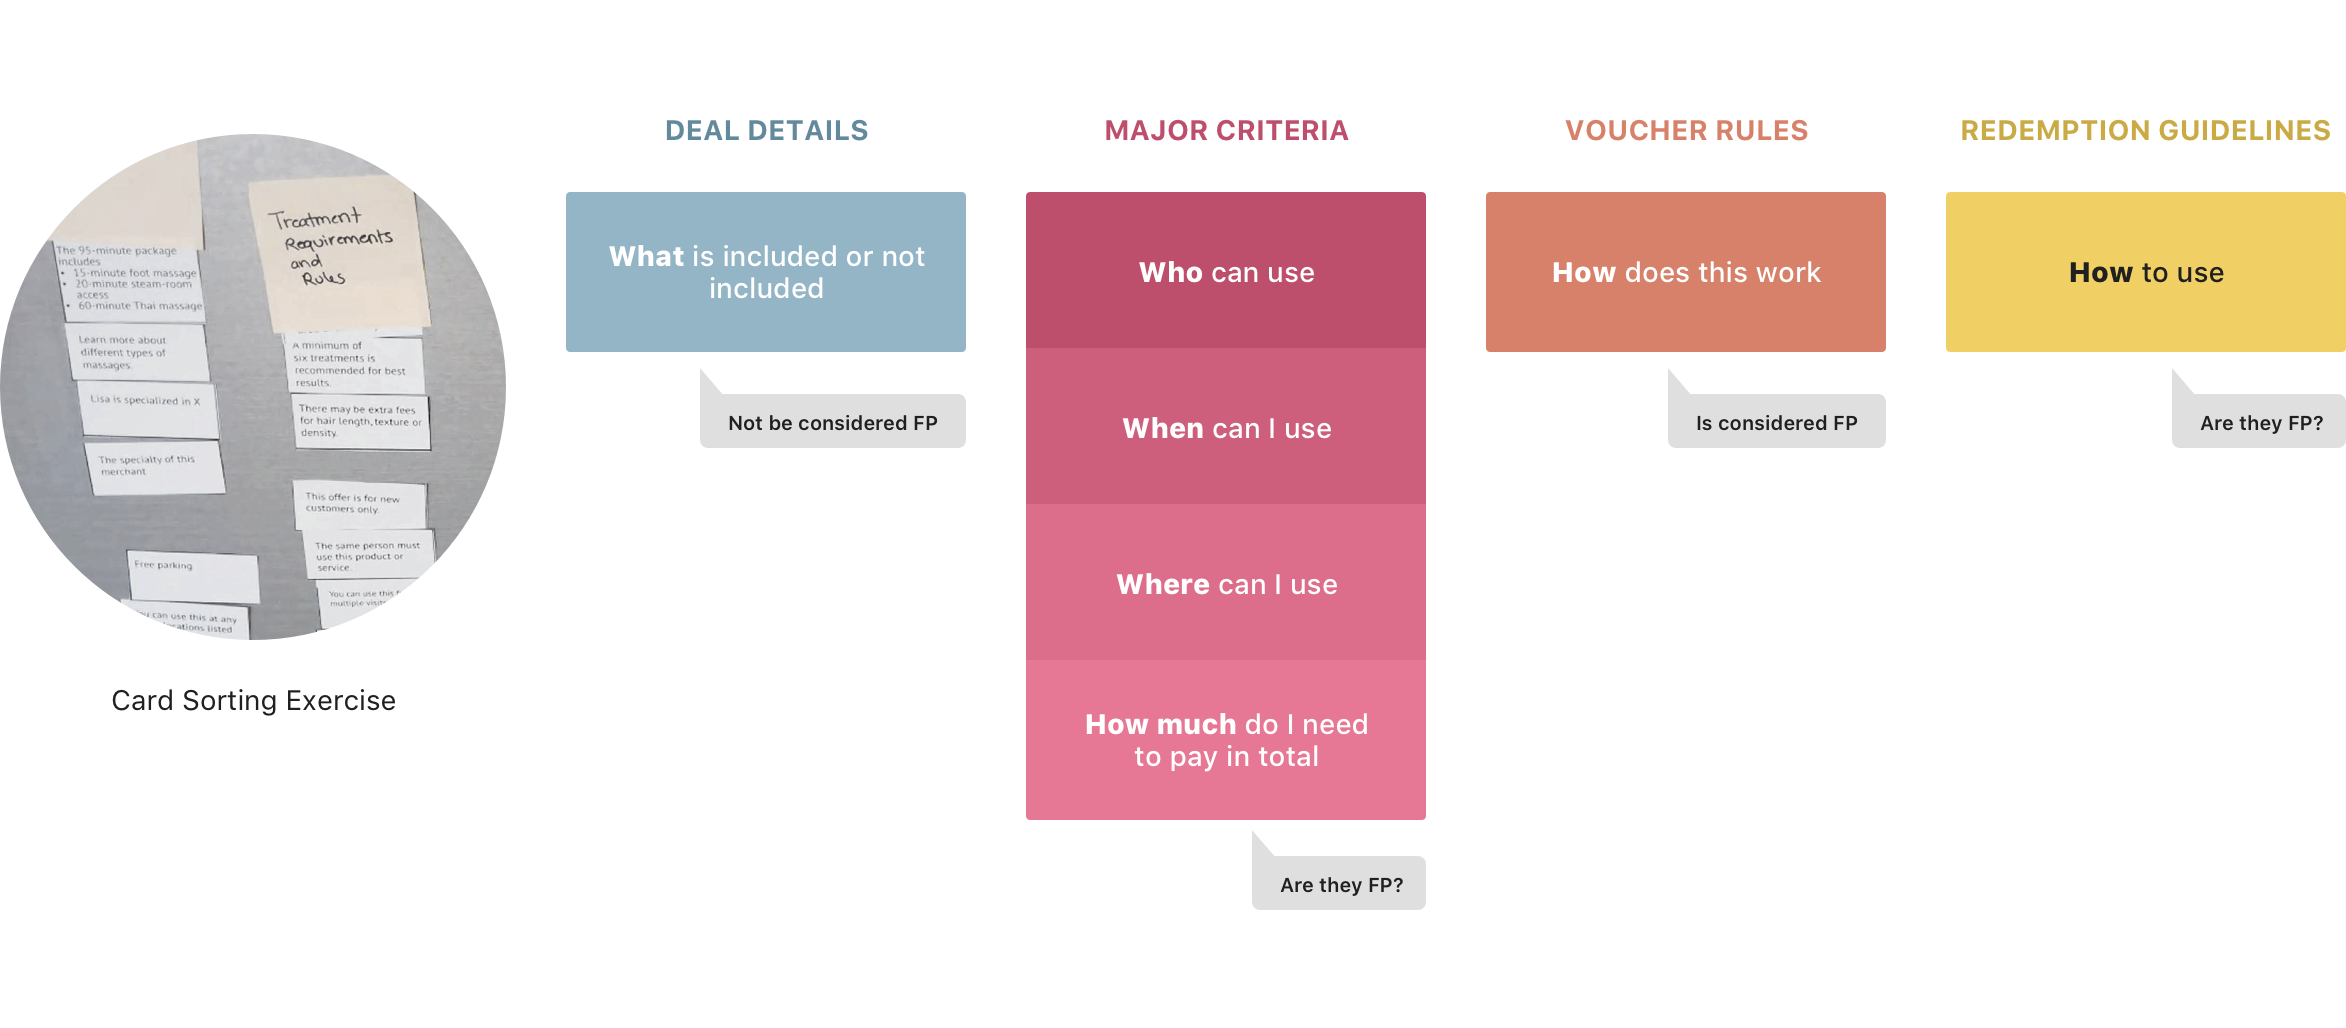 DEAL DETAILS
MAJOR CRITERIA
VOUCHER RULES
REDEMPTION GUIDELINES
The 95-minute package
includes
• 15-minute foot massage
• 20-minute steam-room
access
• 60-minute Thai massage
Learn more about
different types of
massages.
Lisa is specialized in X
The specialty of this
merchant
Free parking
can use this at any
listed
Treatment
Requirements
and
Rules
A minimum of
six treatments is
recommended for best
results.
There may be extra fees
for hair length, texture or
density.
This offer is for new
customers only.
The same person must
use this product or
service.
You can use this
multiple
Card Sorting Exercise
What is included or not
included
Not be considered FP
Who can use
When can I use
Where can I use
How much do I need
to pay in total
Are they FP?
How does this work
Is considered FP
How to use
Are they FP?